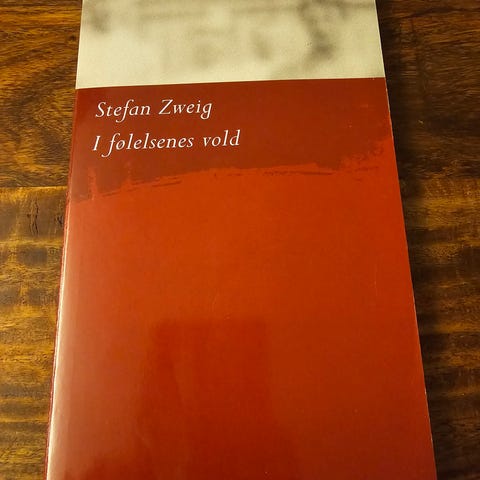 Stefan Zweig
I følelsenes vold